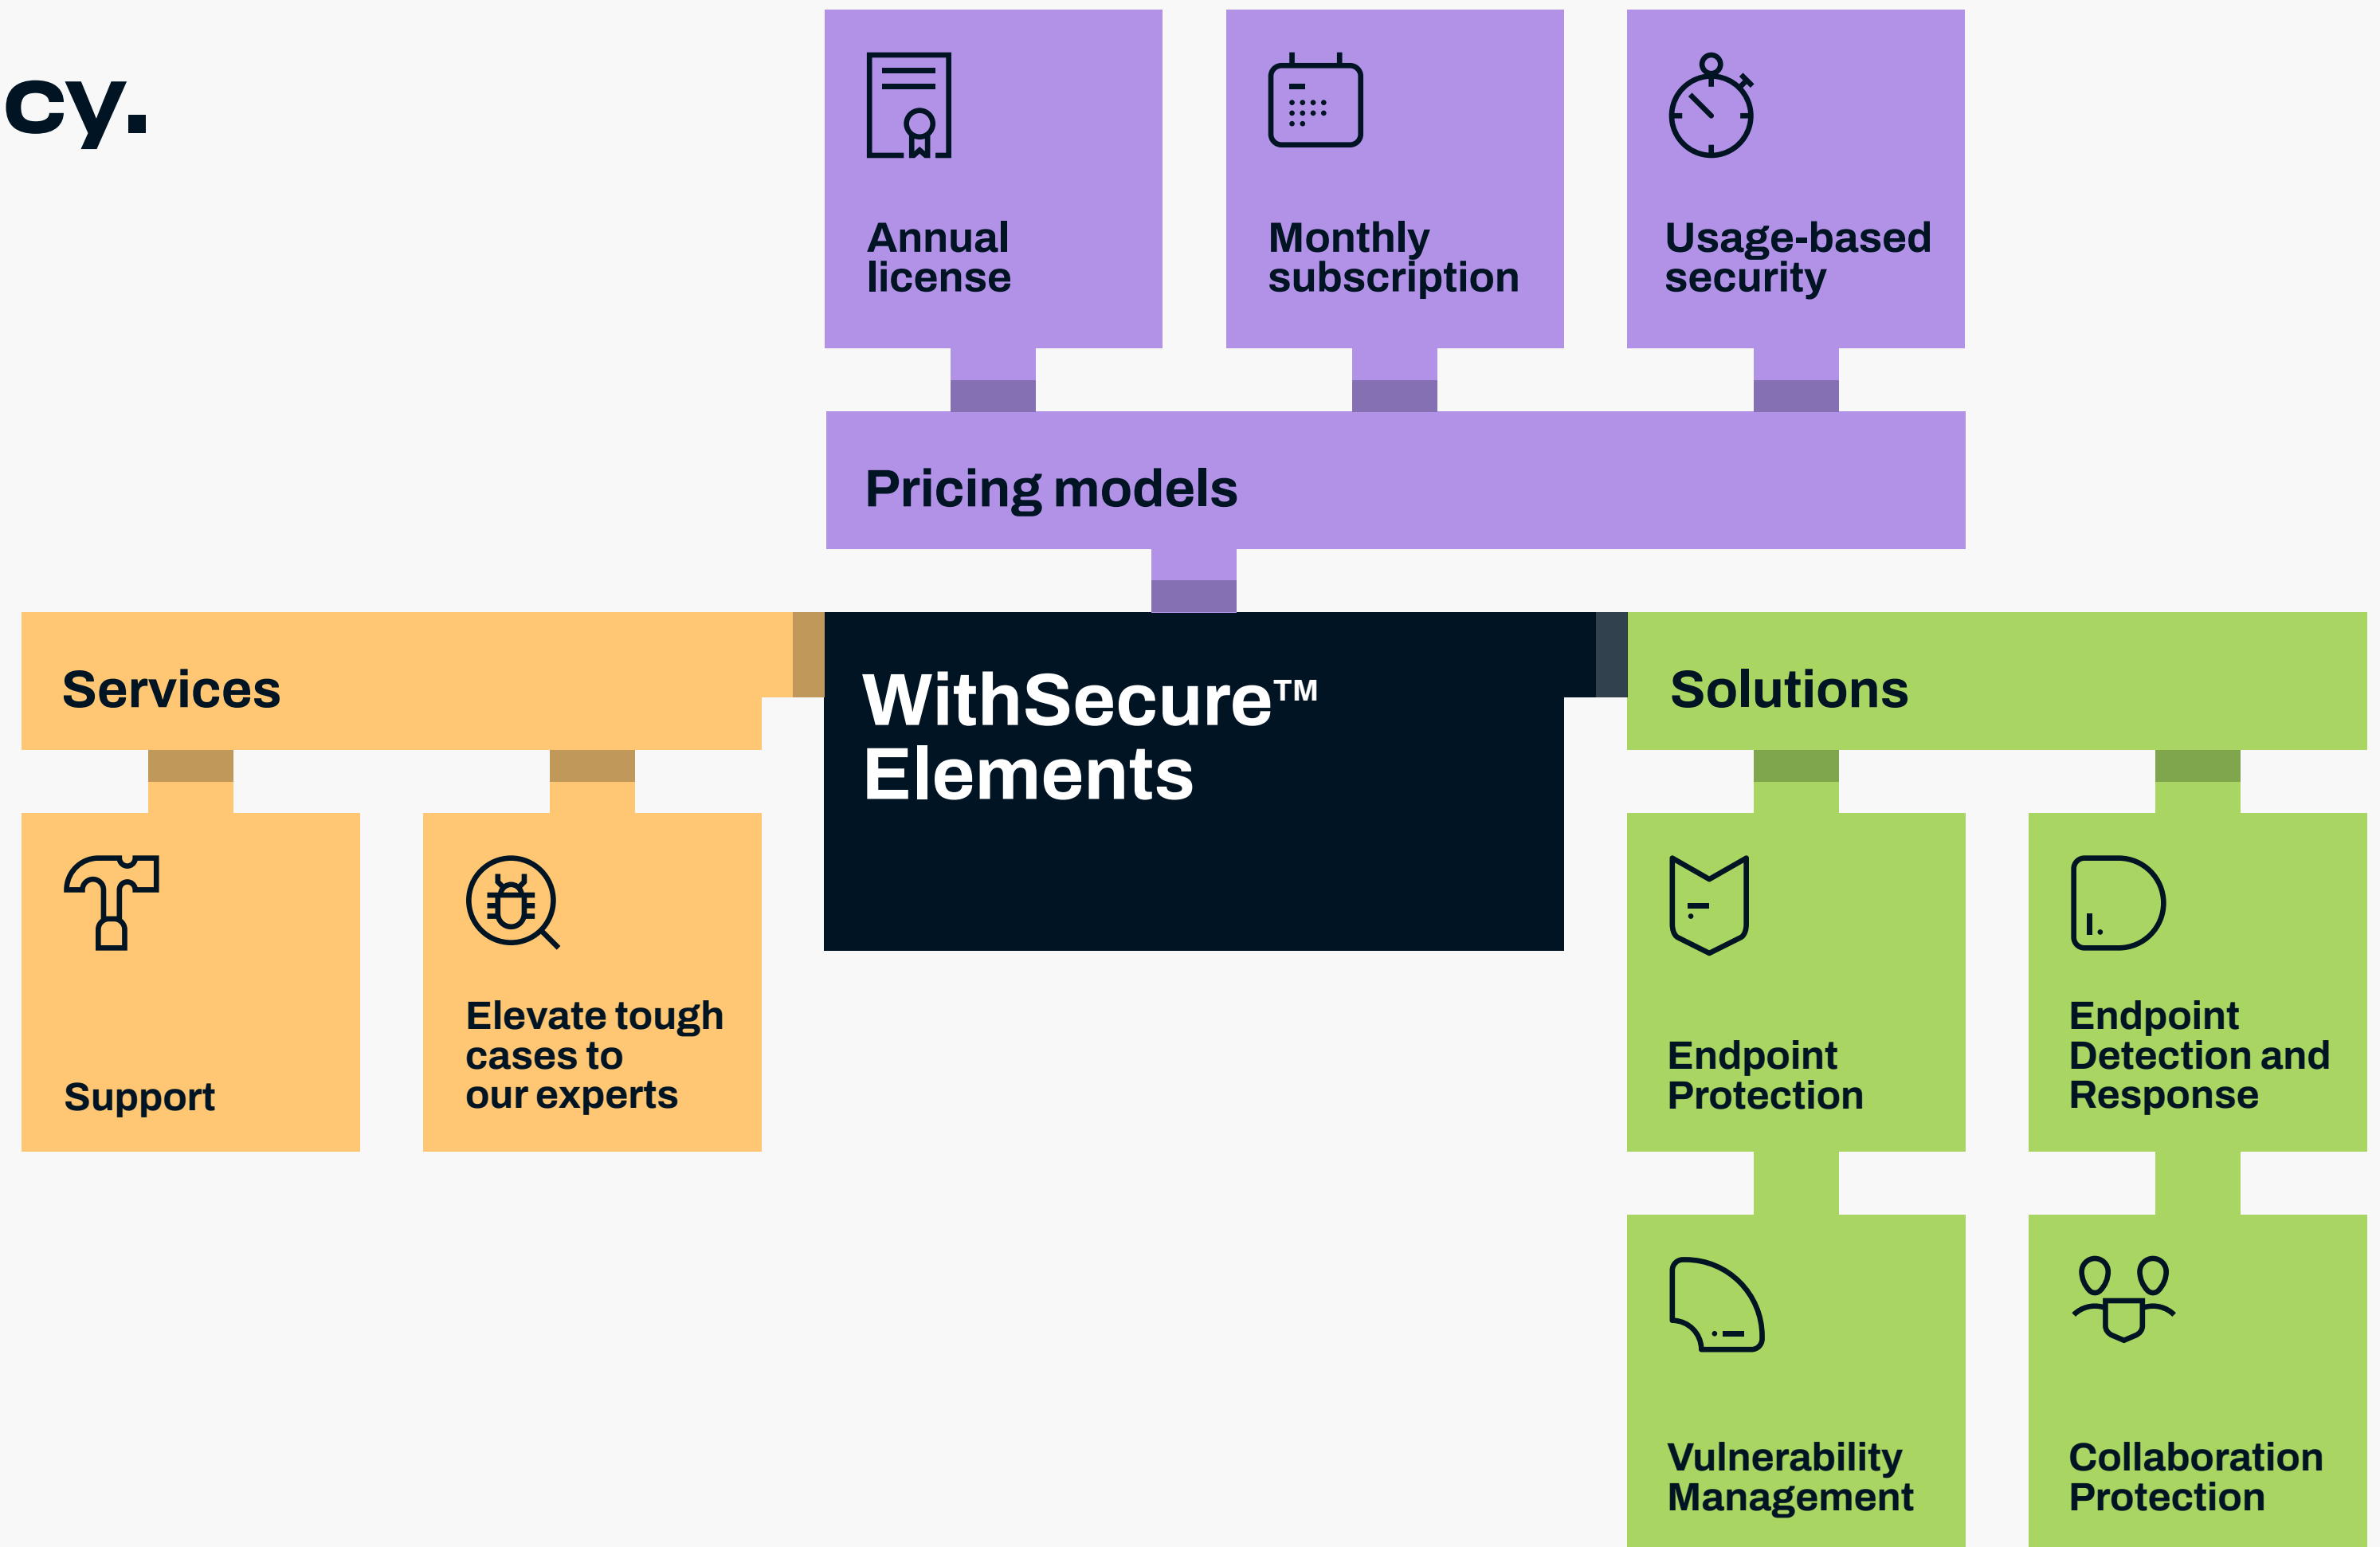 cy.
Annual
license
Monthly
subscription
Usage-based
security
Pricing models
Services
WithSecure™
Elements
Solutions
Support
Elevate tough
cases to
our experts
Endpoint
Protection
Endpoint
Detection and
Response
Vulnerability
Management
Collaboration
Protection